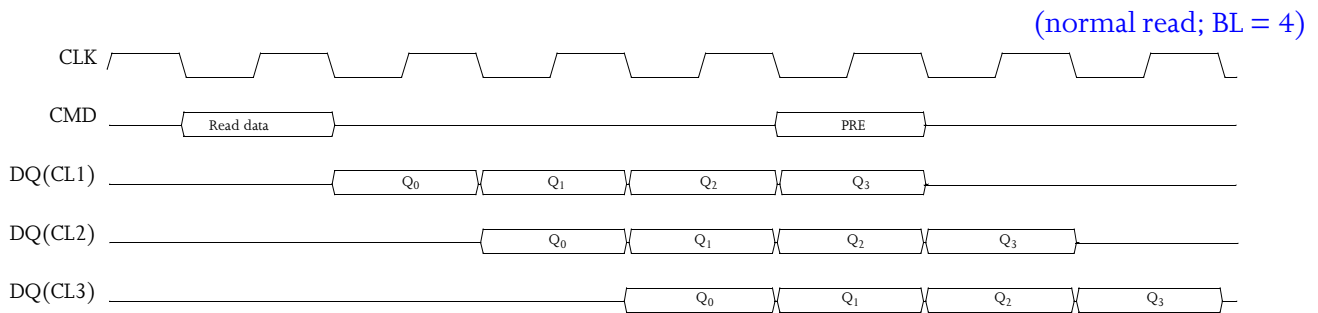 (normal read; BL = 4)
CLK
CMD Read data PRE
DQ(CL1) Q₀ Q₁ Q₂ Q₃
DQ(CL2) Q₀ Q₁ Q₂ Q₃
DQ(CL3) Q₀ Q₁ Q₂ Q₃